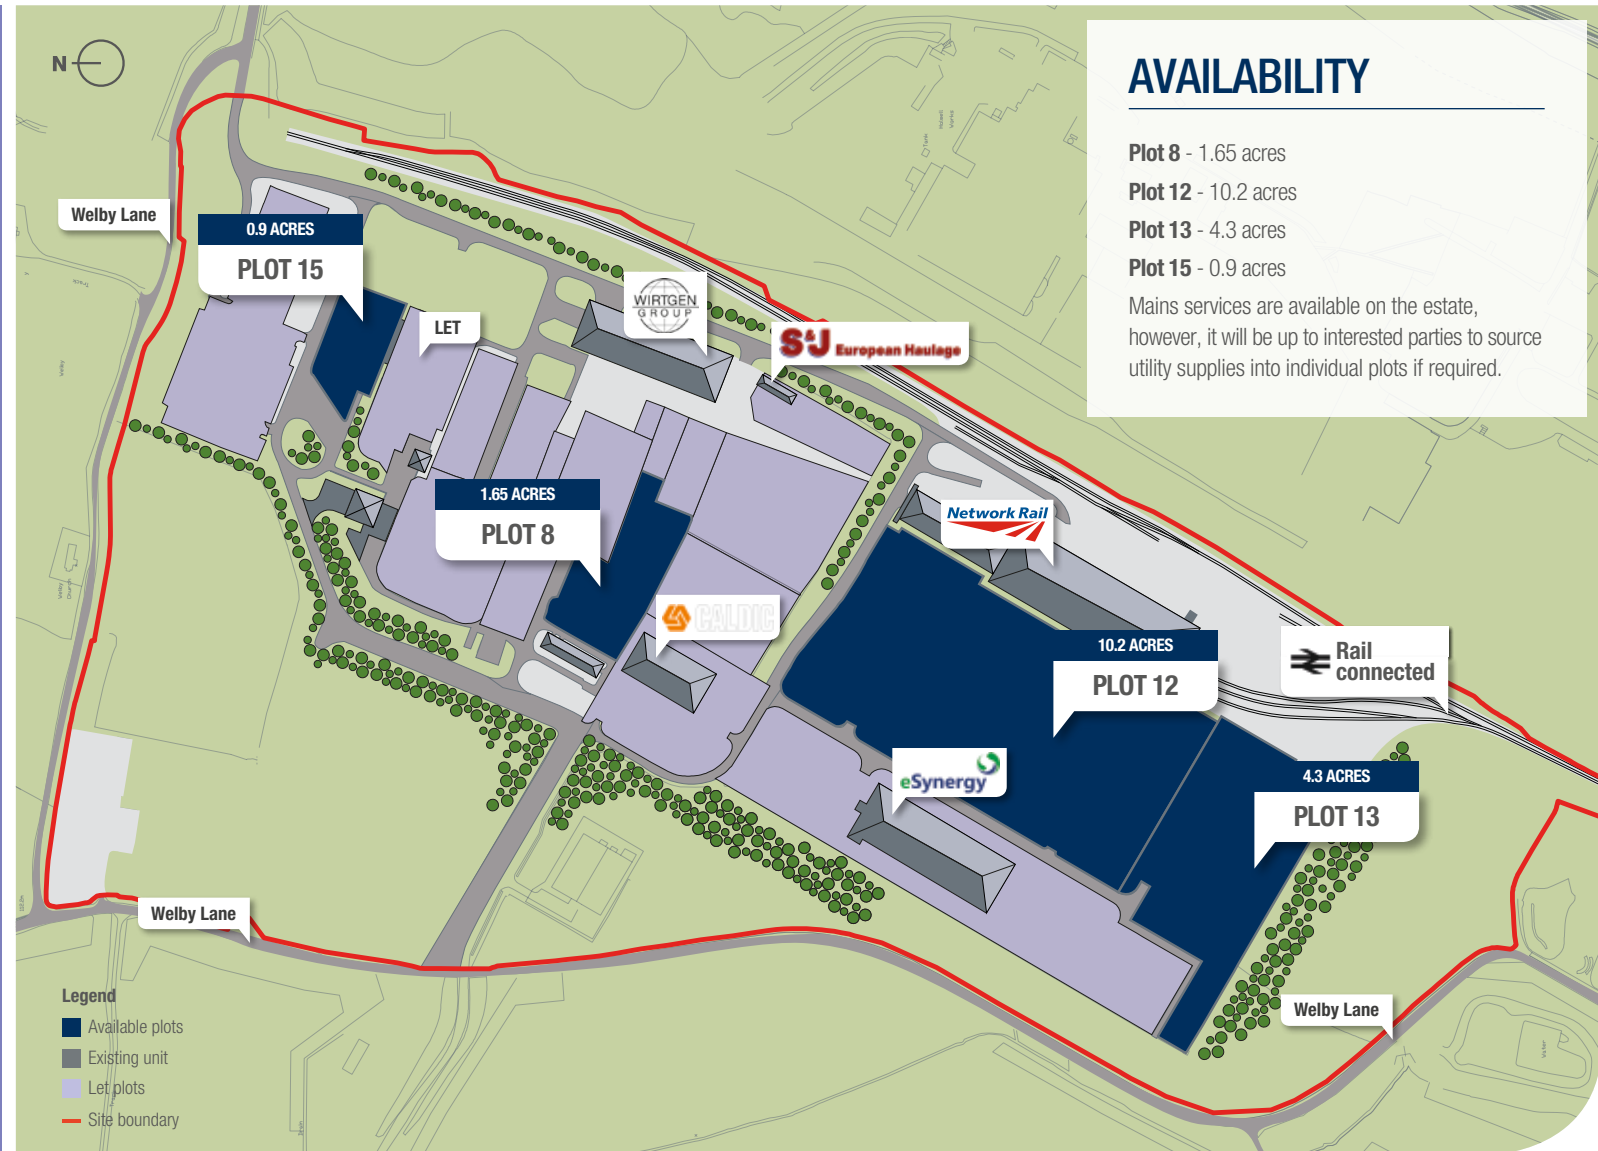 N
AVAILABILITY
Plot 8 - 1.65 acres
Plot 12 - 10.2 acres
Plot 13 - 4.3 acres
Plot 15 - 0.9 acres
Mains services are available on the estate,
however, it will be up to interested parties to source
utility supplies into individual plots if required.
Welby Lane
0.9 ACRES
PLOT 15
LET
WIRTGEN
GROUP
S&J European Haulage
1.65 ACRES
PLOT 8
Network Rail
CALDIC
10.2 ACRES
PLOT 12
Rail
connected
eSynergy
4.3 ACRES
PLOT 13
Welby Lane
Welby Lane
Track
Welby
Welby
Church
Legend
Available plots
Existing unit
Let plots
Site boundary